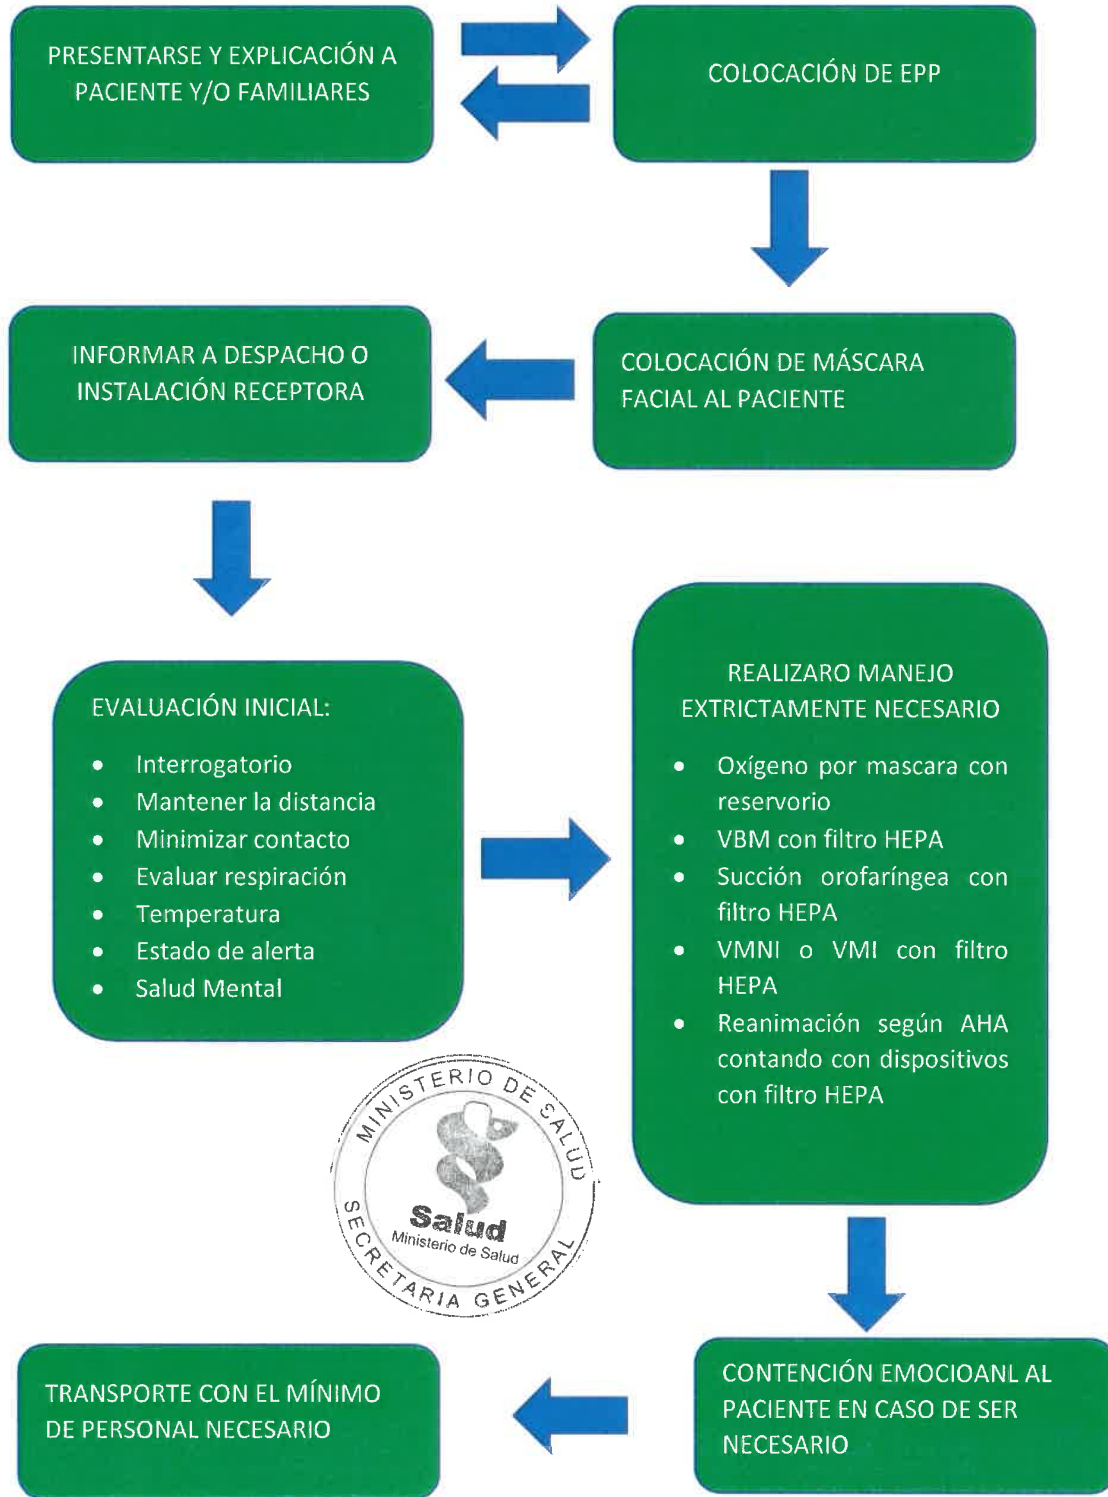 PRESENTARSE Y EXPLICACIÓN A
PACIENTE Y/O FAMILIARES
COLOCACIÓN DE EPP
COLOCACIÓN DE MÁSCARA
FACIAL AL PACIENTE
INFORMAR A DESPACHO O
INSTALACIÓN RECEPTORA
EVALUACIÓN INICIAL:
• Interrogatorio
• Mantener la distancia
• Minimizar contacto
• Evaluar respiración
• Temperatura
• Estado de alerta
• Salud Mental
REALIZARO MANEJO
EXTRICTAMENTE NECESARIO
• Oxígeno por mascara con
reservorio
• VBM con filtro HEPA
• Succión orofaríngea con
filtro HEPA
• VMNI o VMI con filtro
HEPA
• Reanimación según AHA
contando con dispositivos
con filtro HEPA
MINISTERIO DE SALUD
Salud
Ministerio de Salud
SECRETARIA GENERAL
CONTENCIÓN EMOCIOANL AL
PACIENTE EN CASO DE SER
NECESARIO
TRANSPORTE CON EL MÍNIMO
DE PERSONAL NECESARIO